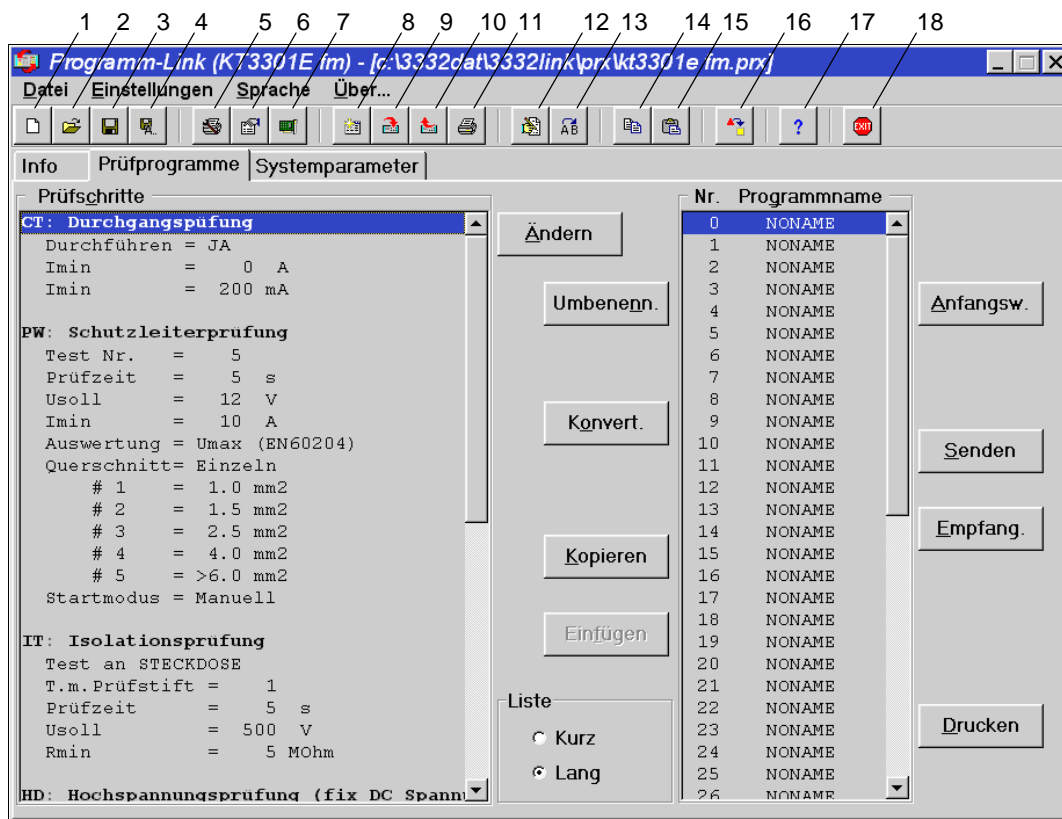 1 2 3 4 5 6 7 8 9 10 11 12 13 14 15 16 17 18
Programm-Link (KT3301E fm) - [c:\3332dat\3332link\prx\kt3301e fm.prx]
Datei Einstellungen Sprache Über...
A..
AB
?
EXIT
Info Prüfprogramme Systemparameter
Prüfschritte
CT: Durchgangspüfung
Durchführen = JA
Imin = 0 A
Imin = 200 mA
PW: Schutzleiterprüfung
Test Nr. = 5
Prüfzeit = 5 s
Usoll = 12 V
Imin = 10 A
Auswertung = Umax (EN60204)
Querschnitt= Einzeln
# 1 = 1.0 mm2
# 2 = 1.5 mm2
# 3 = 2.5 mm2
# 4 = 4.0 mm2
# 5 = >6.0 mm2
Startmodus = Manuell
IT: Isolationsprüfung
Test an STECKDOSE
T.m.Prüfstift = 1
Prüfzeit = 5 s
Usoll = 500 V
Rmin = 5 MOhm
HD: Hochspannungsprüfung (fix DC Spannu
Ändern
Umbenenn.
Konvert.
Kopieren
Einfügen
Liste
Kurz
Lang
Nr. Programmname
0 NONAME
1 NONAME
2 NONAME
3 NONAME
4 NONAME
5 NONAME
6 NONAME
7 NONAME
8 NONAME
9 NONAME
10 NONAME
11 NONAME
12 NONAME
13 NONAME
14 NONAME
15 NONAME
16 NONAME
17 NONAME
18 NONAME
19 NONAME
20 NONAME
21 NONAME
22 NONAME
23 NONAME
24 NONAME
25 NONAME
26 NONAME
Anfangsw.
Senden
Empfang.
Drucken